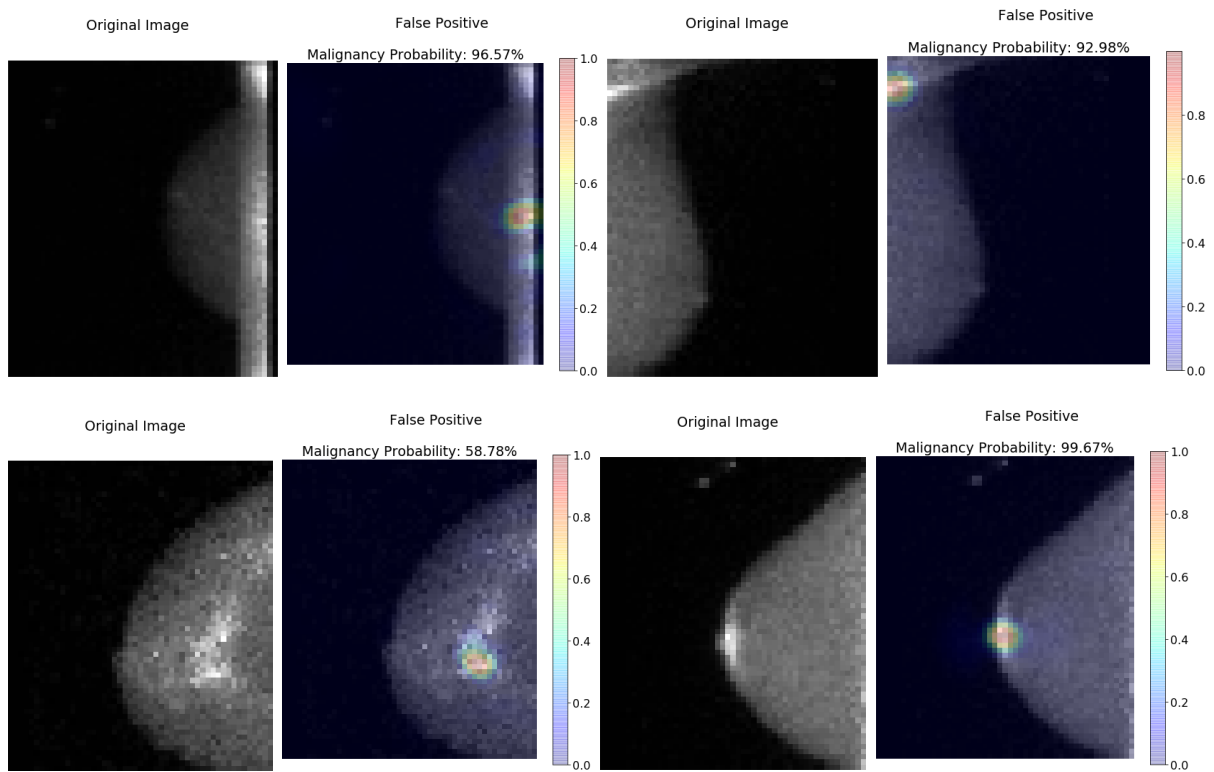 Original Image
False Positive
Malignancy Probability: 96.57%
1.0
0.8
0.6
0.4
0.2
0.0
Original Image
False Positive
Malignancy Probability: 92.98%
0.8
0.6
0.4
0.2
0.0
Original Image
False Positive
Malignancy Probability: 58.78%
1.0
0.8
0.6
0.4
0.2
0.0
Original Image
False Positive
Malignancy Probability: 99.67%
1.0
0.8
0.6
0.4
0.2
0.0